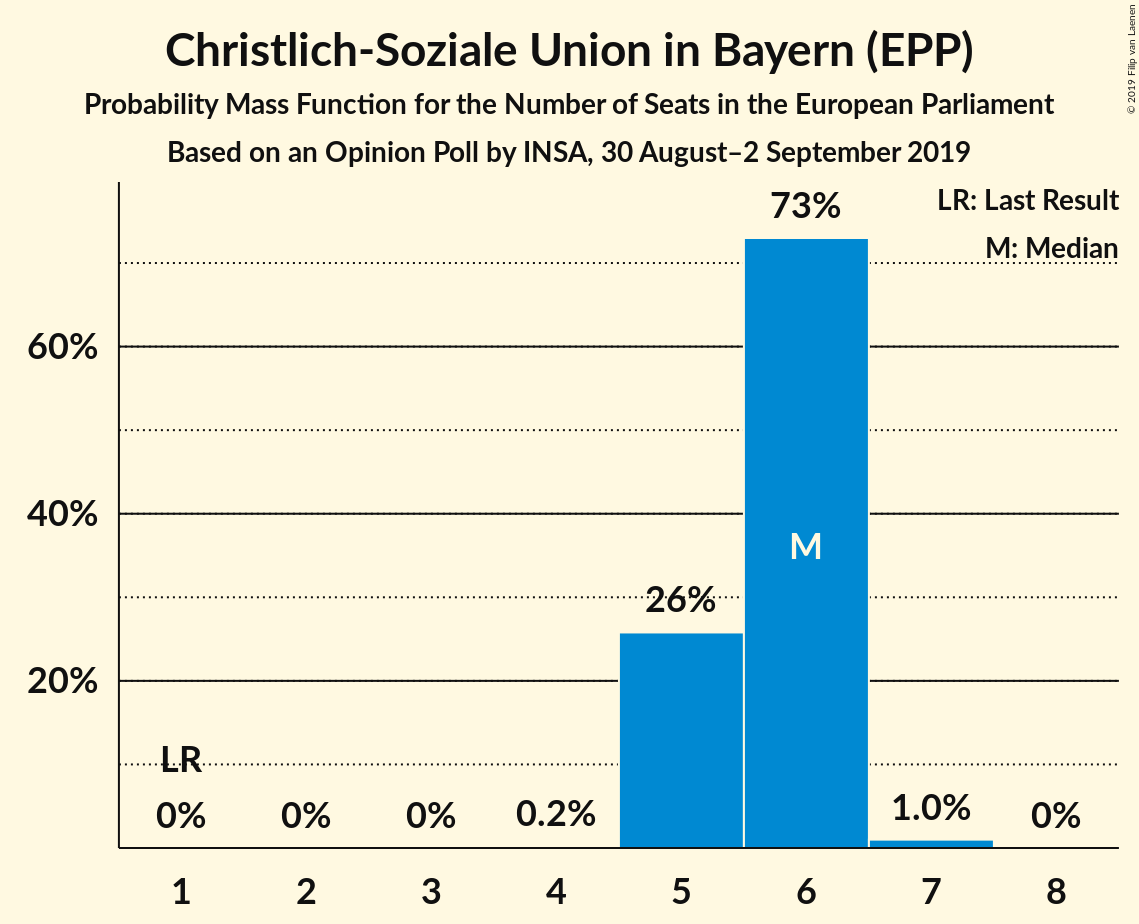 Christlich-Soziale Union in Bayern (EPP)
Probability Mass Function for the Number of Seats in the European Parliament
Based on an Opinion Poll by INSA, 30 August–2 September 2019
© 2019 Filip van Laenen
LR: Last Result
M: Median
73%
60%
40%
M
26%
20%
LR
0%
0%
0%
0.2%
1.0%
0%
1 2 3 4 5 6 7 8